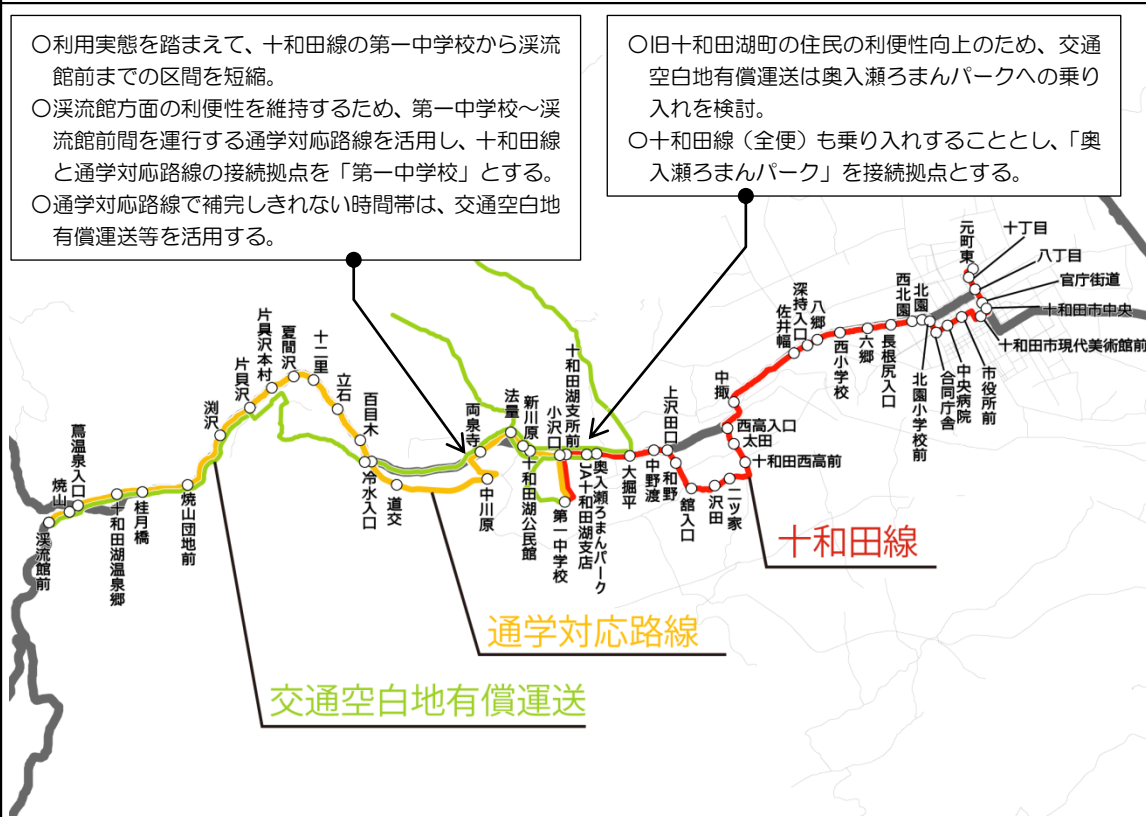 〇利用実態を踏まえて、十和田線の第一中学校から渓流
館前までの区間を短縮。
〇渓流館方面の利便性を維持するため、第一中学校～渓
流館前間を運行する通学対応路線を活用し、十和田線
と通学対応路線の接続拠点を「第一中学校」とする。
〇通学対応路線で補完しきれない時間帯は、交通空白地
有償運送等を活用する。
〇旧十和田湖町の住民の利便性向上のため、交通
空白地有償運送は奥入瀬ろまんパークへの乗り
入れを検討。
〇十和田線（全便）も乗り入れすることとし、「奥
入瀬ろまんパーク」を接続拠点とする。
渓流館前
焼山
蔦温泉入口
十和田湖温泉郷
桂月橋
焼山団地前
渕沢
片貝沢
片貝沢本村
夏間沢
十二里
立石
百目木
冷水入口
道交
中川原
両泉寺
法量
新川原
十和田湖公民館
小沢口
十和田湖支所前
第一中学校
JA十和田湖支店
奥入瀬ろまんパーク
大堀平
中野渡
上沢田口
和野
舘入口
沢田
二ツ家
十和田西高前
太田
西高入口
中掫
佐井幅
深持入口
八郷
西小学校
六郷
長根尻入口
西北園
北園
北園小学校前
合同庁舎
中央病院
市役所前
十和田市現代美術館前
十和田市中央
官庁街道
八丁目
十丁目
元町東
十和田線
通学対応路線
交通空白地有償運送